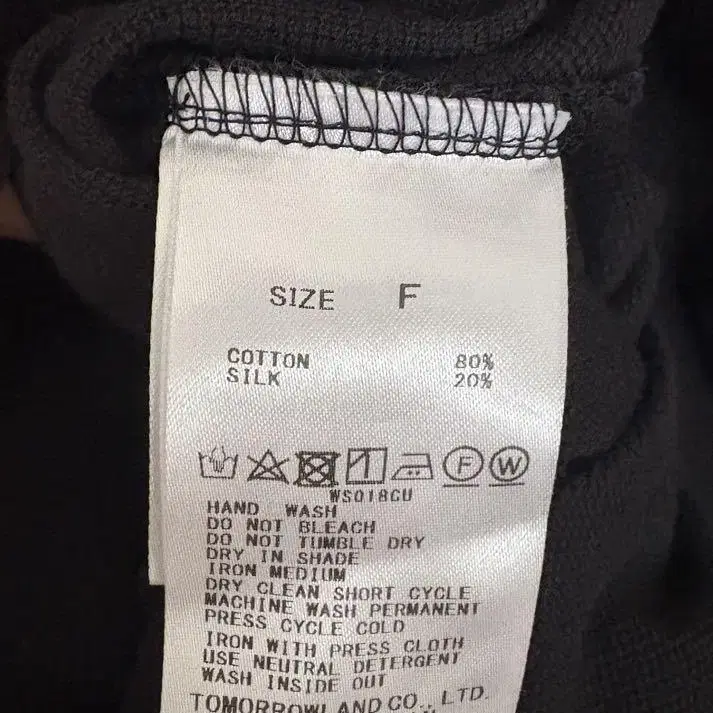 SIZE F
COTTON 80%
SILK 20%
F W
WS018CU
HAND WASH
DO NOT BLEACH
DO NOT TUMBLE DRY
DRY IN SHADE
IRON MEDIUM
DRY CLEAN SHORT CYCLE
MACHINE WASH PERMANENT
PRESS CYCLE COLD
IRON WITH PRESS CLOTH
USE NEUTRAL DETERGENT
WASH INSIDE OUT
TOMORROWLAND CO., LTD.